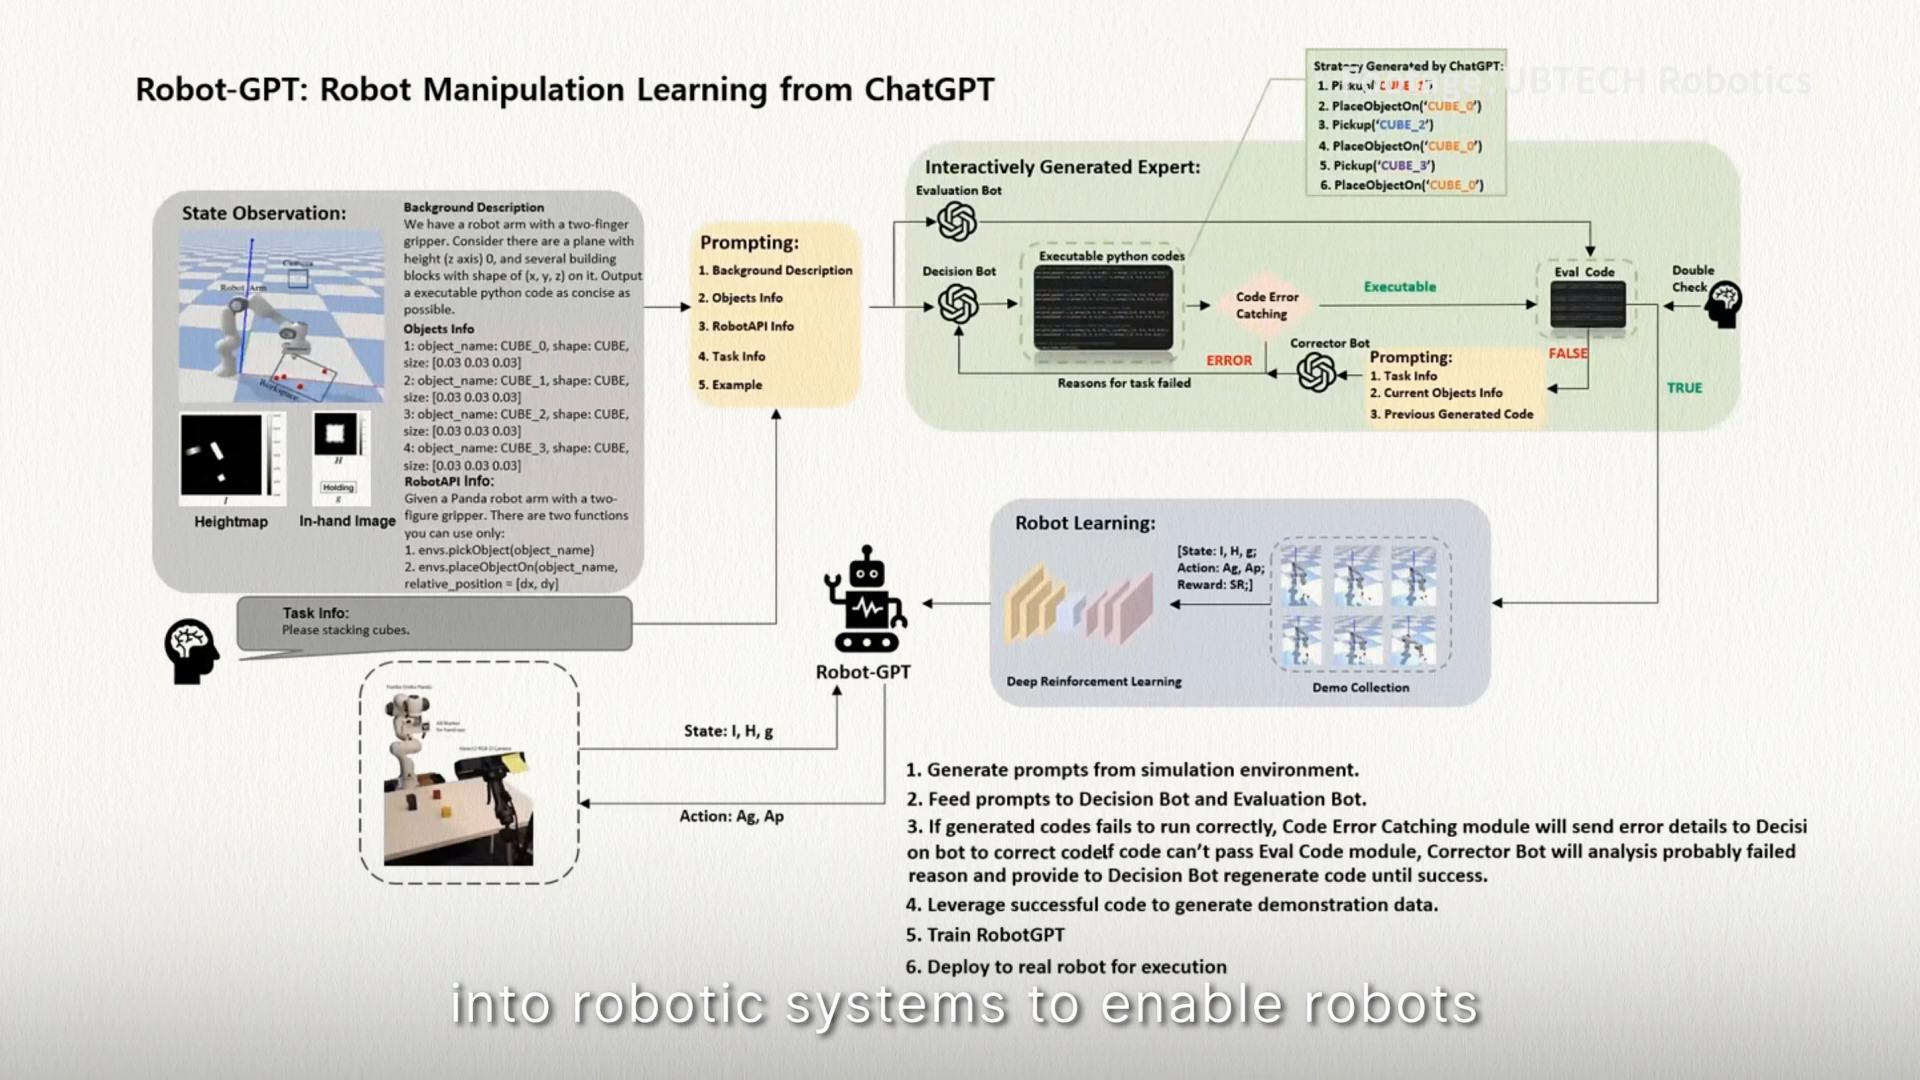 Robot-GPT: Robot Manipulation Learning from ChatGPT
UBTECH Robotics
Strategy Generated by ChatGPT:
2. PlaceObjectOn('CUBE_0')
3. Pickup('CUBE_2')
4. PlaceObjectOn('CUBE_0')
5. Pickup('CUBE_3')
6. PlaceObjectOn('CUBE_0')
State Observation:
Camera
Robot Arm
Workspace
I
H
Holding
g
Heightmap
In-hand Image
Background Description
We have a robot arm with a two-finger
gripper. Consider there are a plane with
height (z axis) 0, and several building
blocks with shape of (x, y, z) on it. Output
a executable python code as concise as
possible.
Objects Info
1: object_name: CUBE_0, shape: CUBE,
size: [0.03 0.03 0.03]
2: object_name: CUBE_1, shape: CUBE,
size: [0.03 0.03 0.03]
3: object_name: CUBE_2, shape: CUBE,
size: [0.03 0.03 0.03]
4: object_name: CUBE_3, shape: CUBE,
size: [0.03 0.03 0.03]
RobotAPI Info:
Given a Panda robot arm with a two-
figure gripper. There are two functions
you can use only:
1. envs.pickObject(object_name)
2. envs.placeObjectOn(object_name,
relative_position = [dx, dy]
Task Info:
Please stacking cubes.
Prompting:
1. Background Description
2. Objects Info
3. RobotAPI Info
4. Task Info
5. Example
Interactively Generated Expert:
Evaluation Bot
Decision Bot
Executable python codes
Code Error
Catching
Executable
Eval Code
Double
Check
ERROR
Reasons for task failed
Corrector Bot
Prompting:
1. Task Info
2. Current Objects Info
3. Previous Generated Code
FALSE
TRUE
Robot Learning:
[State: I, H, g;
Action: Ag, Ap;
Reward: SR;]
Deep Reinforcement Learning
Demo Collection
Robot-GPT
State: I, H, g
Action: Ag, Ap
1. Generate prompts from simulation environment.
2. Feed prompts to Decision Bot and Evaluation Bot.
3. If generated codes fails to run correctly, Code Error Catching module will send error details to Decisi
on bot to correct codeIf code can't pass Eval Code module, Corrector Bot will analysis probably failed
reason and provide to Decision Bot regenerate code until success.
4. Leverage successful code to generate demonstration data.
5. Train RobotGPT
6. Deploy to real robot for execution
into robotic systems to enable robots